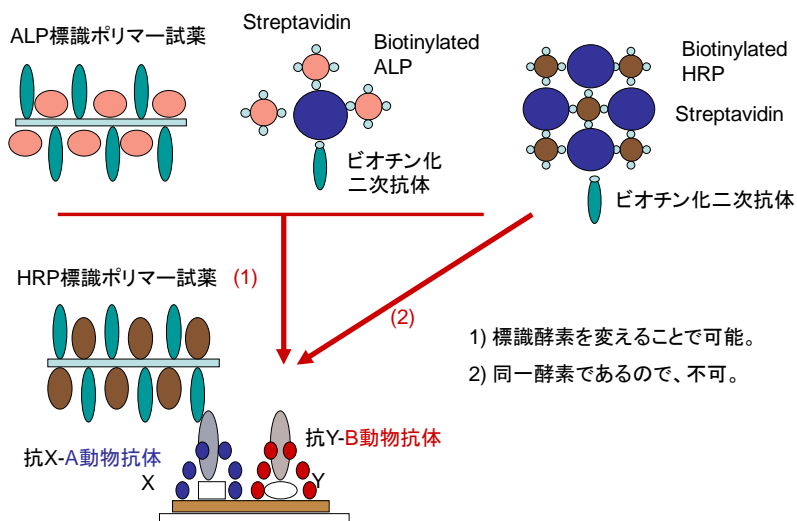 ALP標識ポリマー試薬
Streptavidin
Biotinylated
ALP
ビオチン化
二次抗体
Biotinylated
HRP
Streptavidin
ビオチン化二次抗体
HRP標識ポリマー試薬 (1)
(2)
1) 標識酵素を変えることで可能。
2) 同一酵素であるので、不可。
抗X-A動物抗体
X
抗Y-B動物抗体
Y